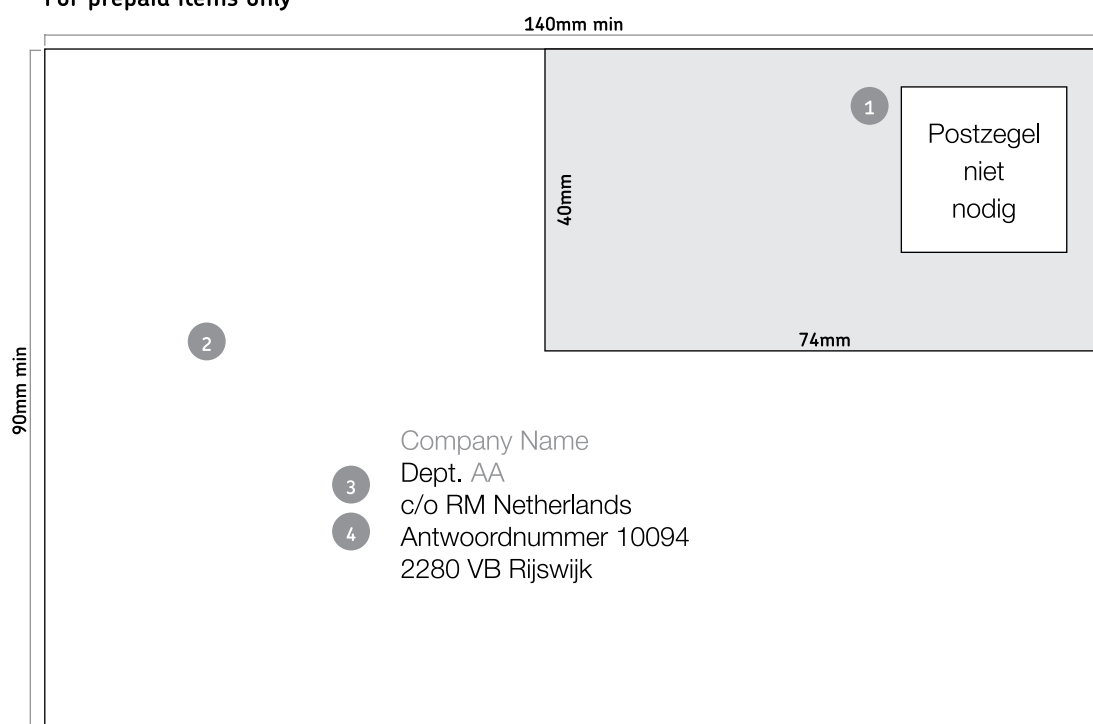 For prepaid items only
140mm min
1
Postzegel
niet
nodig
40mm
74mm
2
90mm min
Company Name
Dept. AA
3
c/o RM Netherlands
4
Antwoordnummer 10094
2280 VB Rijswijk